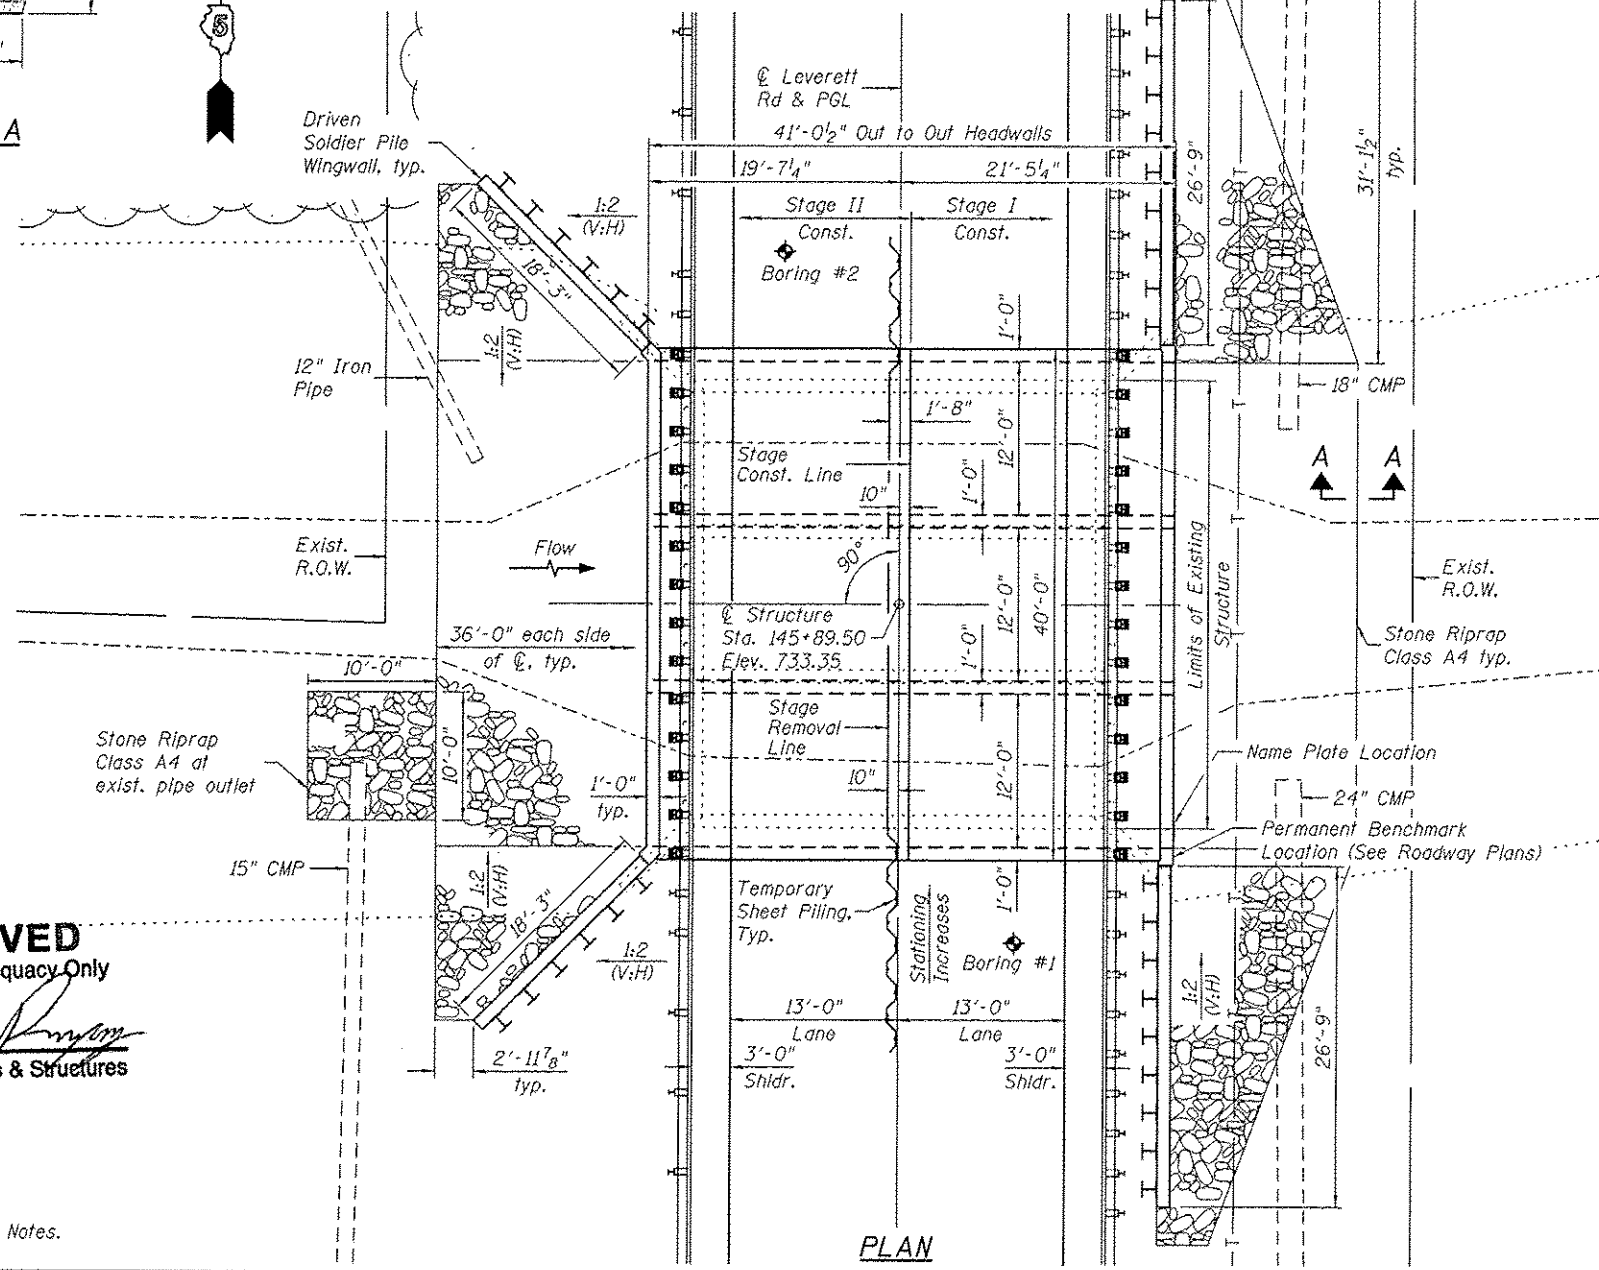 5
A
Driven
Soldier Pile
Wingwall, typ.
℄ Leverett
Rd & PGL
41'-0½" Out to Out Headwalls
19'-7¼"
21'-5¼"
Stage II
Const.
Stage I
Const.
Boring #2
1:2
(V:H)
18'-3"
1:2
(V:H)
26'-9"
31'-1½"
typ.
1'-0"
12" Iron
Pipe
18" CMP
1'-8"
12'-0"
Stage
Const. Line
10"
1'-0"
A
A
Exist.
R.O.W.
Flow
90°
℄ Structure
Sta. 145+89.50
Elev. 733.35
12'-0"
40'-0"
1'-0"
Limits of Existing
Structure
Exist.
R.O.W.
Stone Riprap
Class A4 typ.
36'-0" each side
of ℄, typ.
10'-0"
10'-0"
Stone Riprap
Class A4 at
exist. pipe outlet
Stage
Removal
Line
10"
12'-0"
1'-0"
typ.
Name Plate Location
24" CMP
Permanent Benchmark
Location (See Roadway Plans)
15" CMP
1:2
(V:H)
18'-3"
1:2
(V:H)
Temporary
Sheet Piling,
Typ.
Stationing
Increases
1'-0"
Boring #1
1:2
(V:H)
26'-9"
13'-0"
Lane
13'-0"
Lane
3'-0"
Shldr.
3'-0"
Shldr.
2'-11⅞"
typ.
VED
quacy Only
s & Structures
Notes.
PLAN